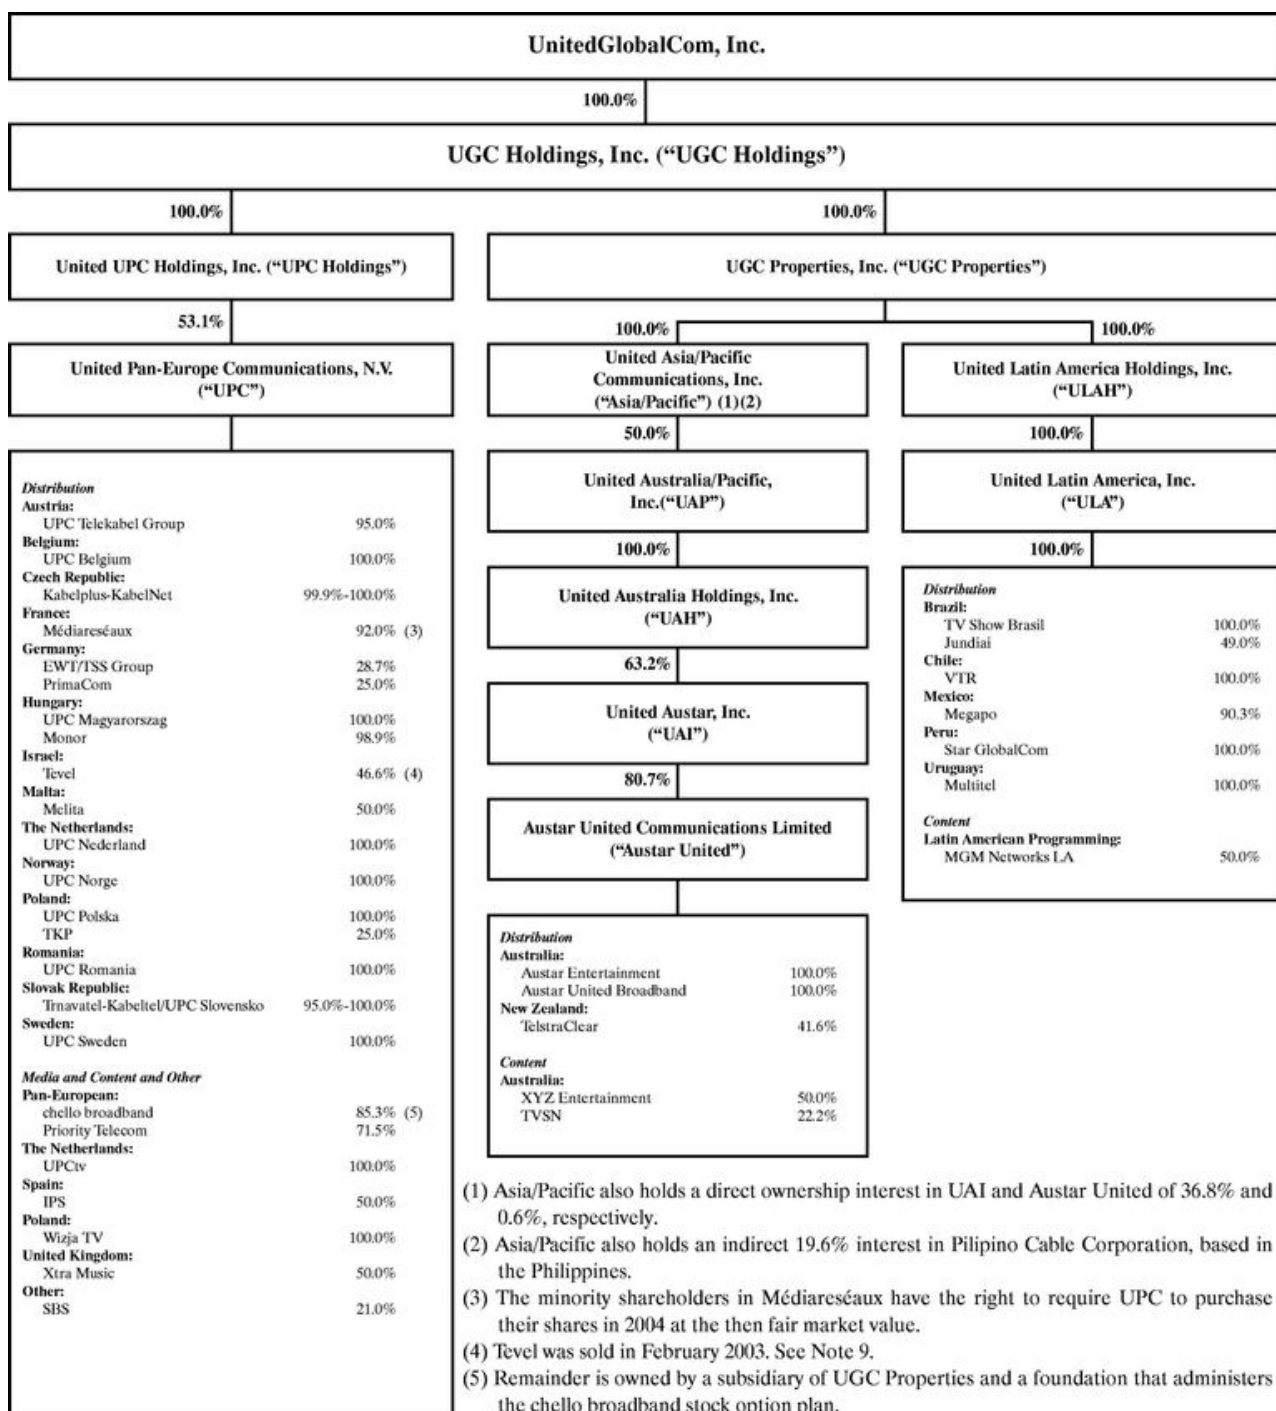 UnitedGlobalCom, Inc.
100.0%
UGC Holdings, Inc. (“UGC Holdings”)
100.0%
100.0%
United UPC Holdings, Inc. (“UPC Holdings”)
UGC Properties, Inc. (“UGC Properties”)
53.1%
100.0%
100.0%
United Pan-Europe Communications, N.V.
(“UPC”)
United Asia/Pacific
Communications, Inc.
(“Asia/Pacific”) (1)(2)
United Latin America Holdings, Inc.
(“ULAH”)
50.0%
100.0%
United Australia/Pacific,
Inc.(“UAP”)
United Latin America, Inc.
(“ULA”)
100.0%
100.0%
United Australia Holdings, Inc.
(“UAH”)
63.2%
United Austar, Inc.
(“UAI”)
80.7%
Austar United Communications Limited
(“Austar United”)
Distribution
Austria:
UPC Telekabel Group 95.0%
Belgium:
UPC Belgium 100.0%
Czech Republic:
Kabelplus-KabelNet 99.9%-100.0%
France:
Médiareséaux 92.0% (3)
Germany:
EWT/TSS Group 28.7%
PrimaCom 25.0%
Hungary:
UPC Magyarorszag 100.0%
Monor 98.9%
Israel:
Tevel 46.6% (4)
Malta:
Melita 50.0%
The Netherlands:
UPC Nederland 100.0%
Norway:
UPC Norge 100.0%
Poland:
UPC Polska 100.0%
TKP 25.0%
Romania:
UPC Romania 100.0%
Slovak Republic:
Trnavatel-Kabeltel/UPC Slovensko 95.0%-100.0%
Sweden:
UPC Sweden 100.0%
Media and Content and Other
Pan-European:
chello broadband 85.3% (5)
Priority Telecom 71.5%
The Netherlands:
UPCtv 100.0%
Spain:
IPS 50.0%
Poland:
Wizja TV 100.0%
United Kingdom:
Xtra Music 50.0%
Other:
SBS 21.0%
Distribution
Australia:
Austar Entertainment 100.0%
Austar United Broadband 100.0%
New Zealand:
TelstraClear 41.6%
Content
Australia:
XYZ Entertainment 50.0%
TVSN 22.2%
Distribution
Brazil:
TV Show Brasil 100.0%
Jundiai 49.0%
Chile:
VTR 100.0%
Mexico:
Megapo 90.3%
Peru:
Star GlobalCom 100.0%
Uruguay:
Multitel 100.0%
Content
Latin American Programming:
MGM Networks LA 50.0%
(1) Asia/Pacific also holds a direct ownership interest in UAI and Austar United of 36.8% and
0.6%, respectively.
(2) Asia/Pacific also holds an indirect 19.6% interest in Pilipino Cable Corporation, based in
the Philippines.
(3) The minority shareholders in Médiareséaux have the right to require UPC to purchase
their shares in 2004 at the then fair market value.
(4) Tevel was sold in February 2003. See Note 9.
(5) Remainder is owned by a subsidiary of UGC Properties and a foundation that administers
the chello broadband stock option plan.